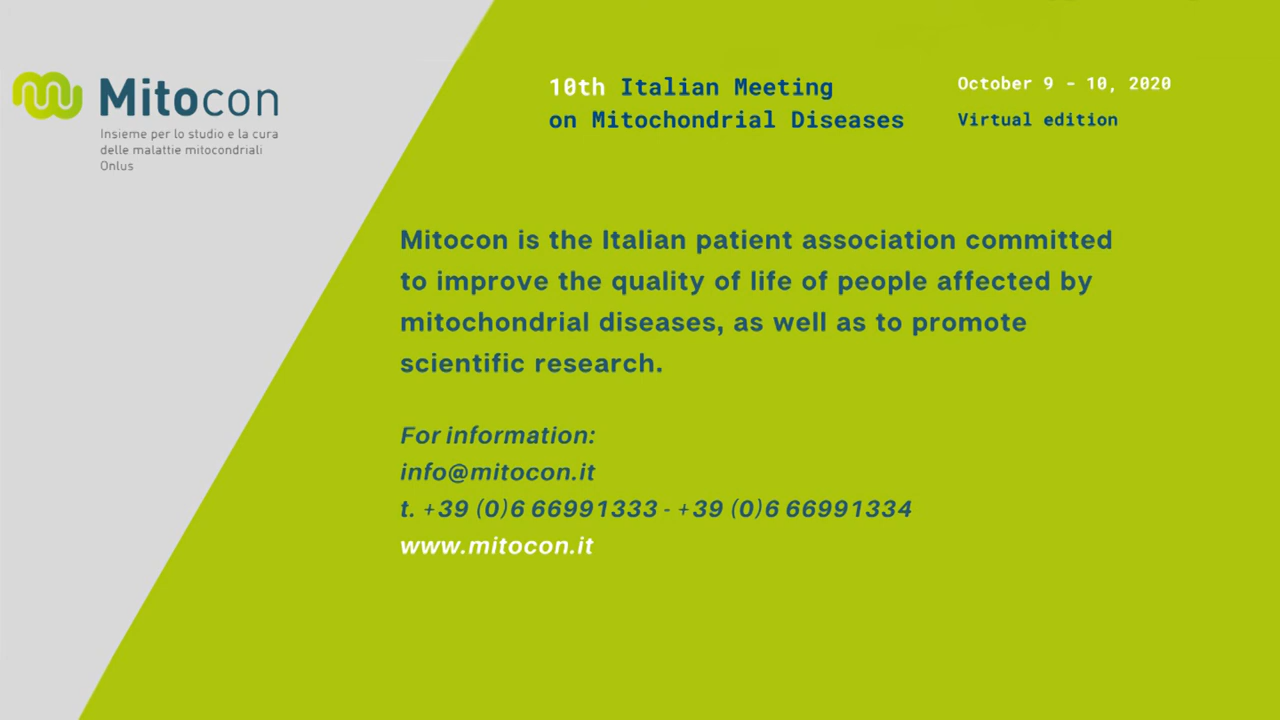 Mitocon
Insieme per lo studio e la cura
delle malattie mitocondriali
Onlus
10th Italian Meeting
on Mitochondrial Diseases
October 9 - 10, 2020
Virtual edition
Mitocon is the Italian patient association committed
to improve the quality of life of people affected by
mitochondrial diseases, as well as to promote
scientific research.
For information:
info@mitocon.it
t. +39 (0)6 66991333 - +39 (0)6 66991334
www.mitocon.it